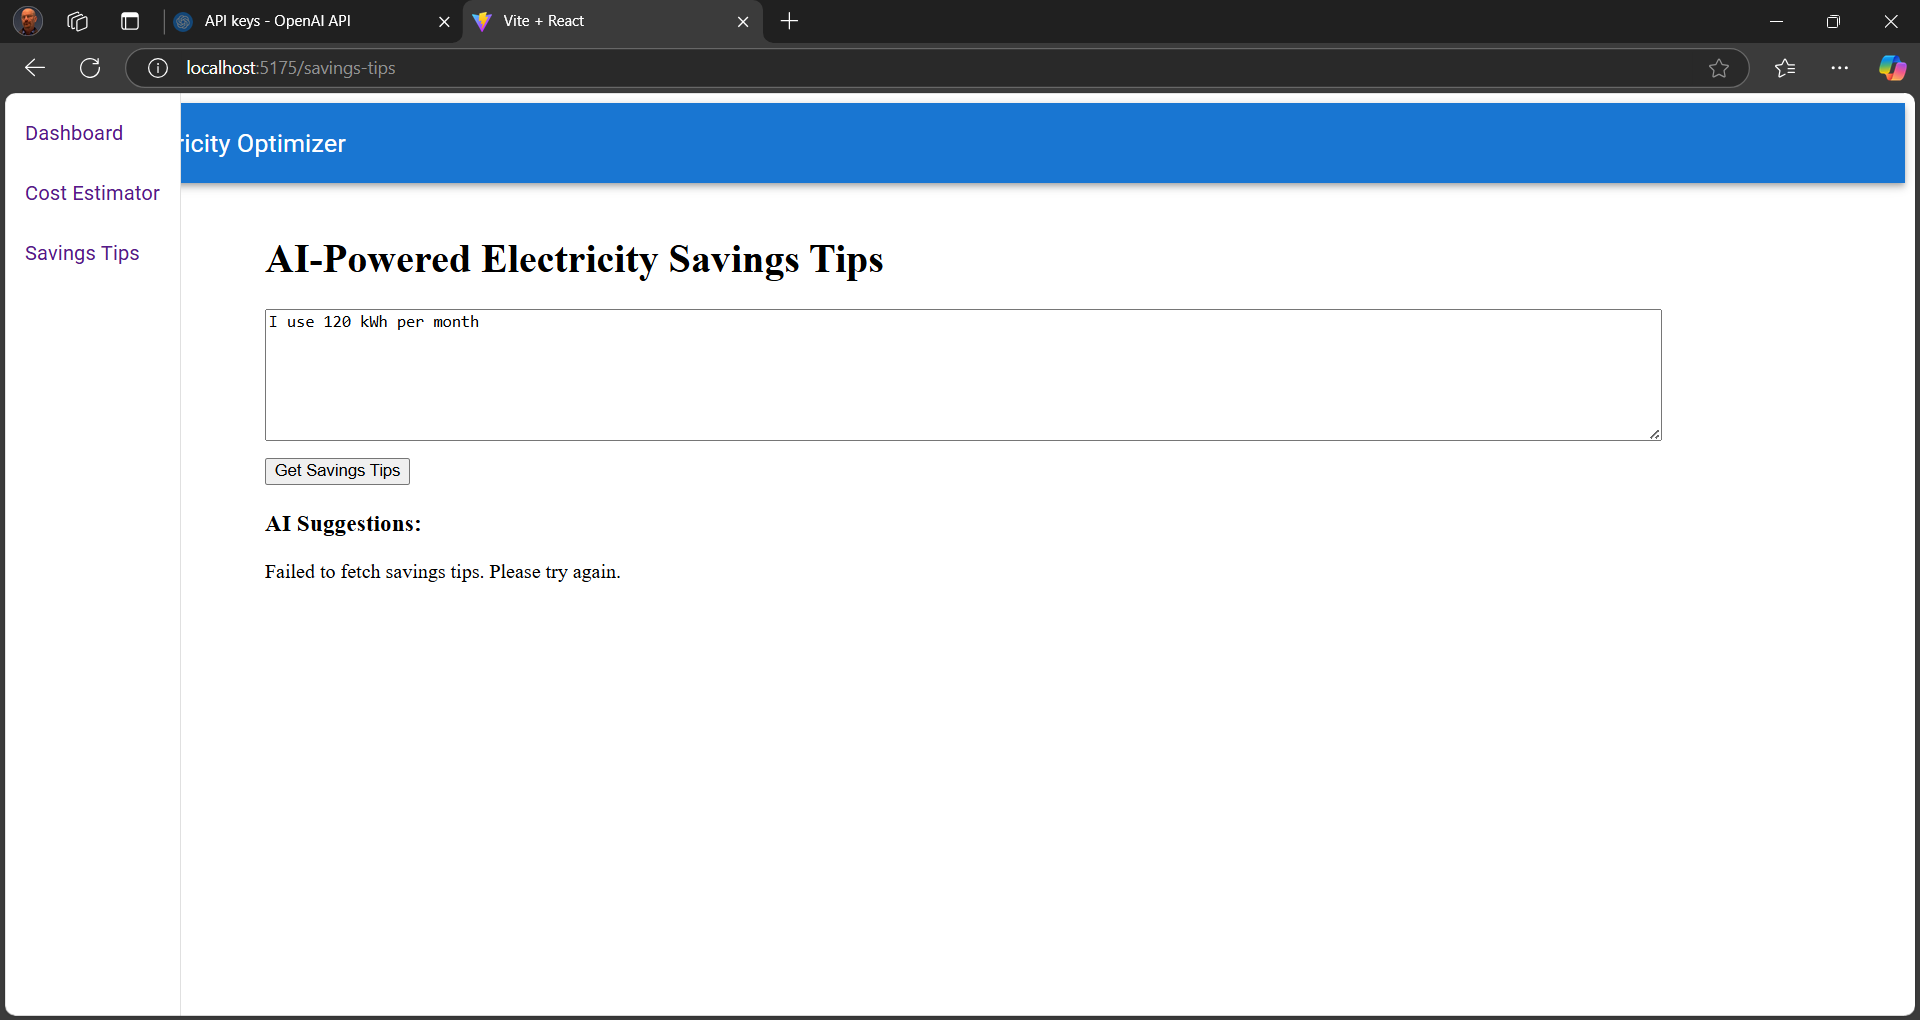 API keys - OpenAI API
Vite + React
localhost:5175/savings-tips
Dashboard
ricity Optimizer
Cost Estimator
Savings Tips
AI-Powered Electricity Savings Tips
I use 120 kWh per month
Get Savings Tips
AI Suggestions:
Failed to fetch savings tips. Please try again.